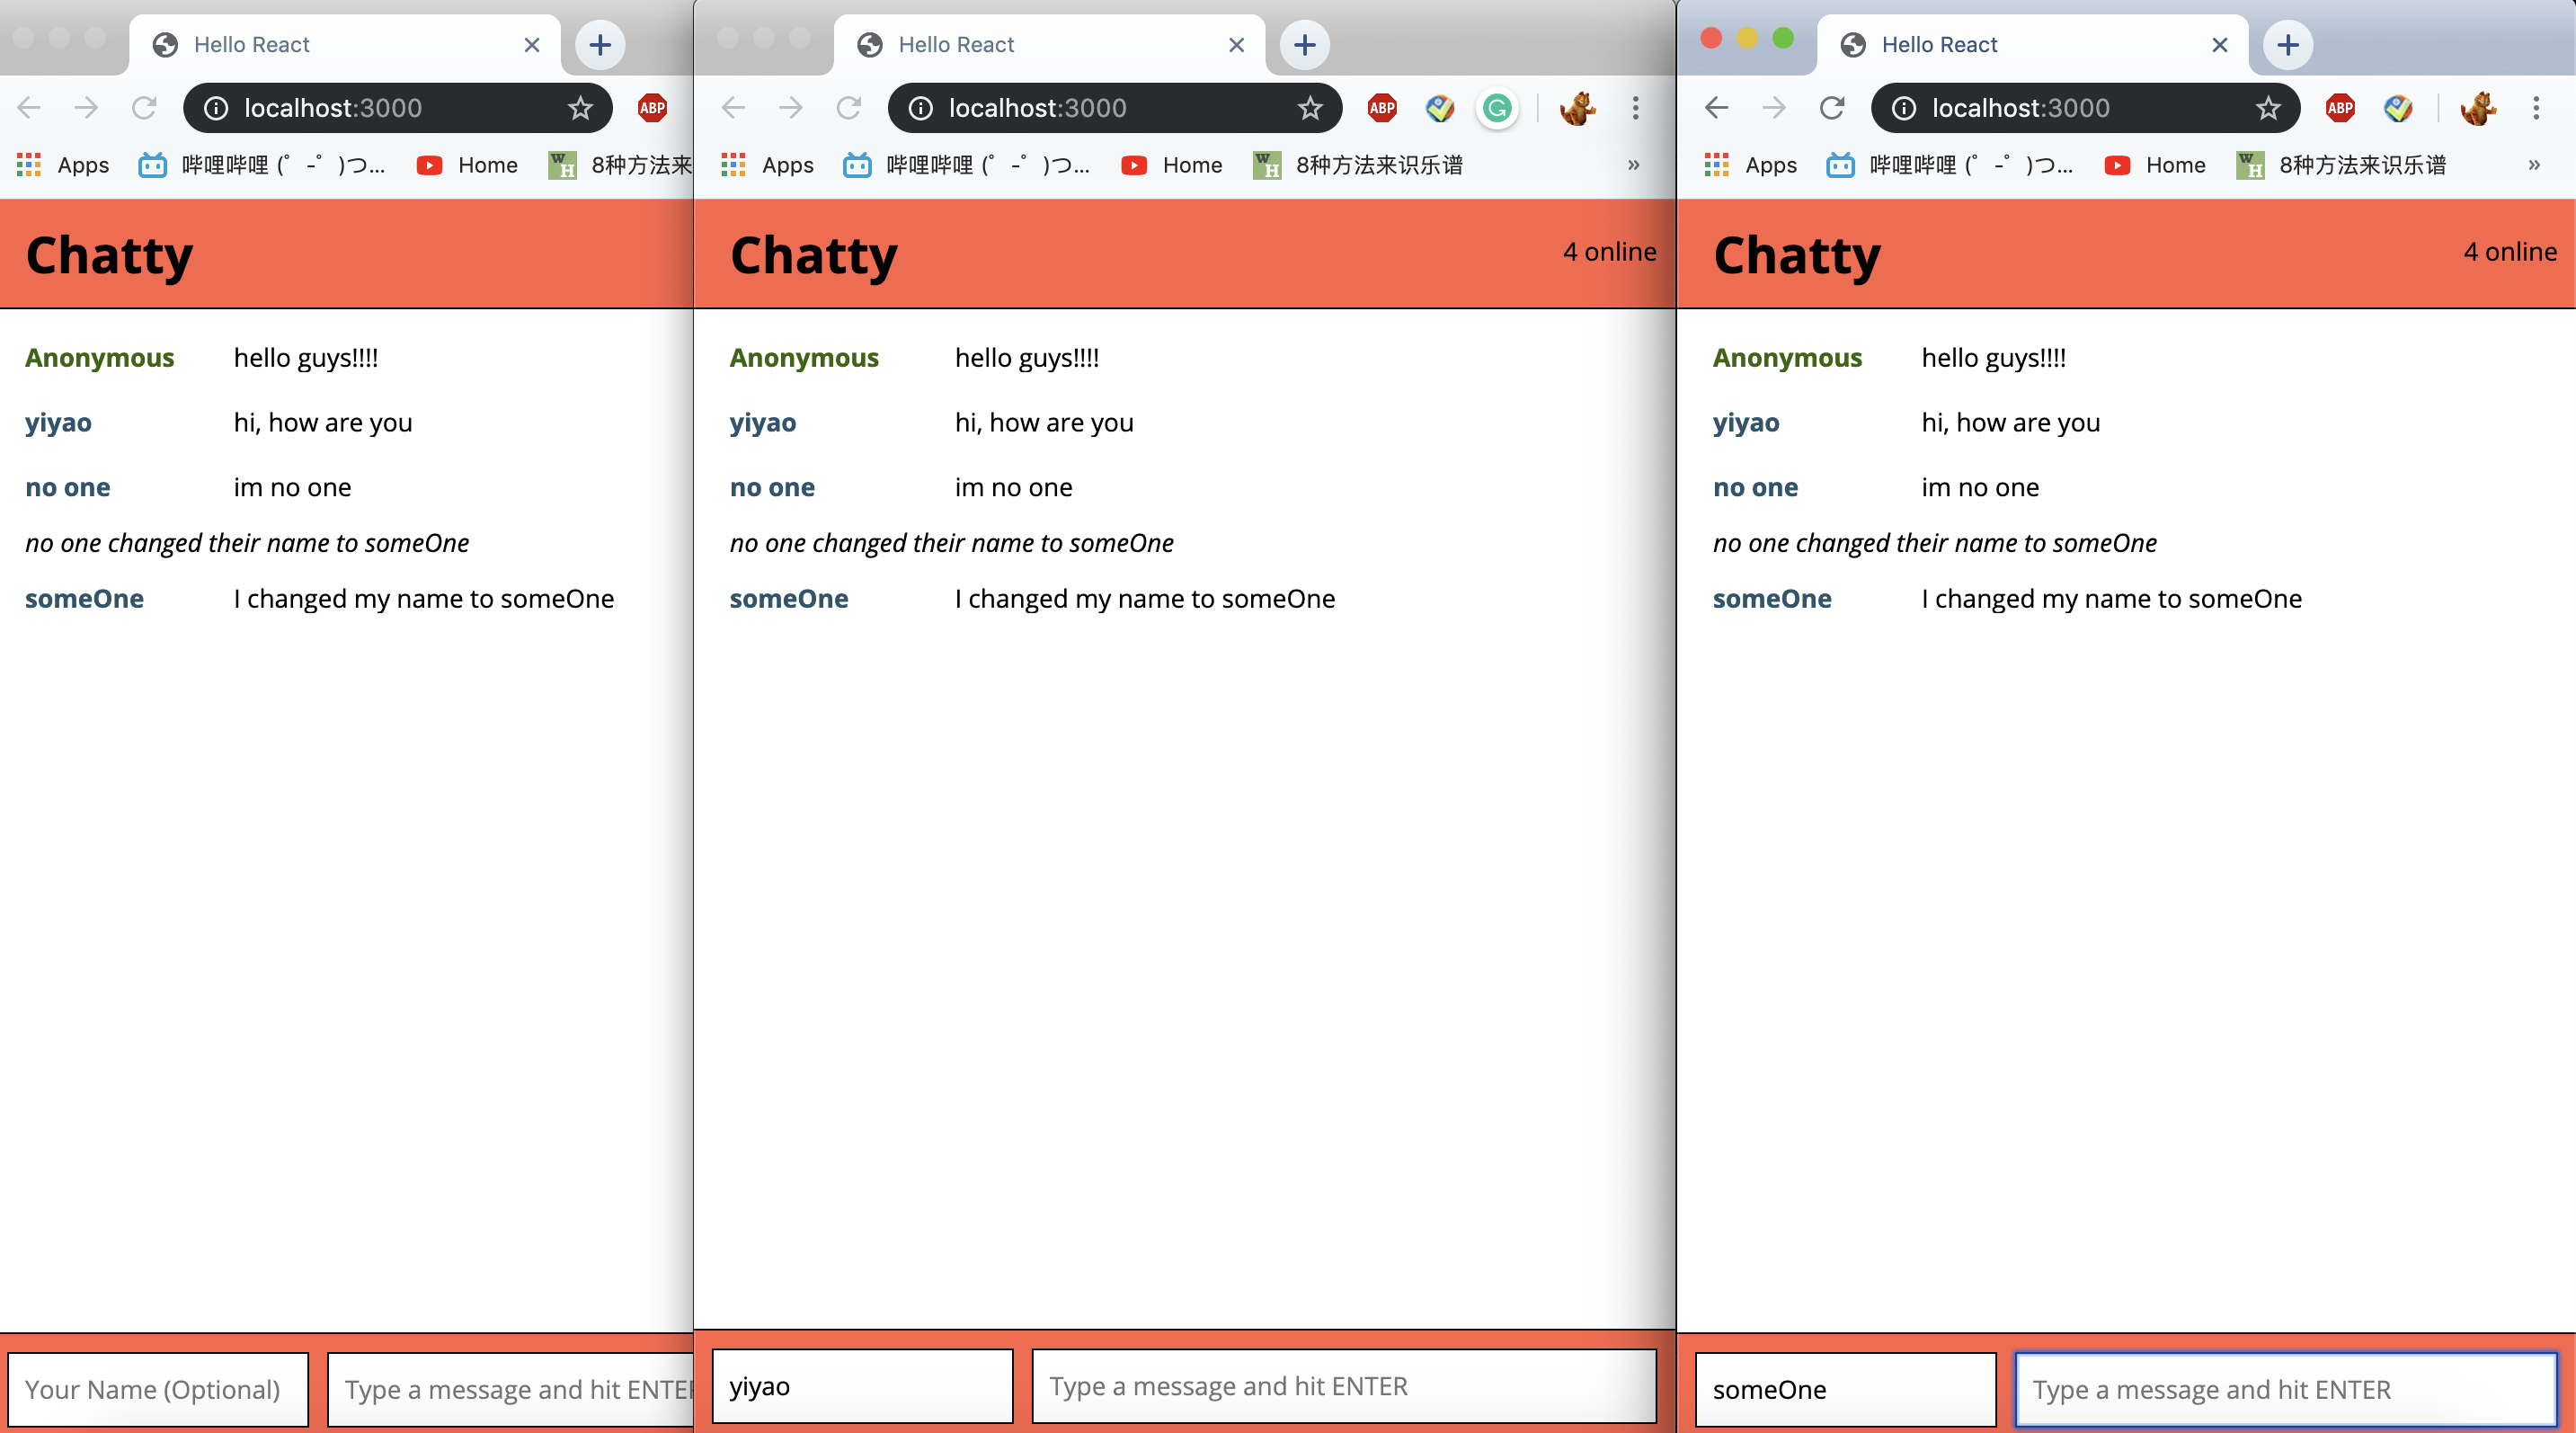 Hello React
localhost:3000
ABP
Apps
哔哩哔哩 (゜-゜)つ...
Home
8种方法来
Chatty
Anonymous hello guys!!!!
yiyao hi, how are you
no one im no one
no one changed their name to someOne
someOne I changed my name to someOne
Your Name (Optional)
Type a message and hit ENTER
Hello React
localhost:3000
ABP
Apps
哔哩哔哩 (゜-゜)つ...
Home
8种方法来识乐谱
»
Chatty
4 online
Anonymous hello guys!!!!
yiyao hi, how are you
no one im no one
no one changed their name to someOne
someOne I changed my name to someOne
yiyao
Type a message and hit ENTER
Hello React
localhost:3000
ABP
Apps
哔哩哔哩 (゜-゜)つ...
Home
8种方法来识乐谱
»
Chatty
4 online
Anonymous hello guys!!!!
yiyao hi, how are you
no one im no one
no one changed their name to someOne
someOne I changed my name to someOne
someOne
Type a message and hit ENTER